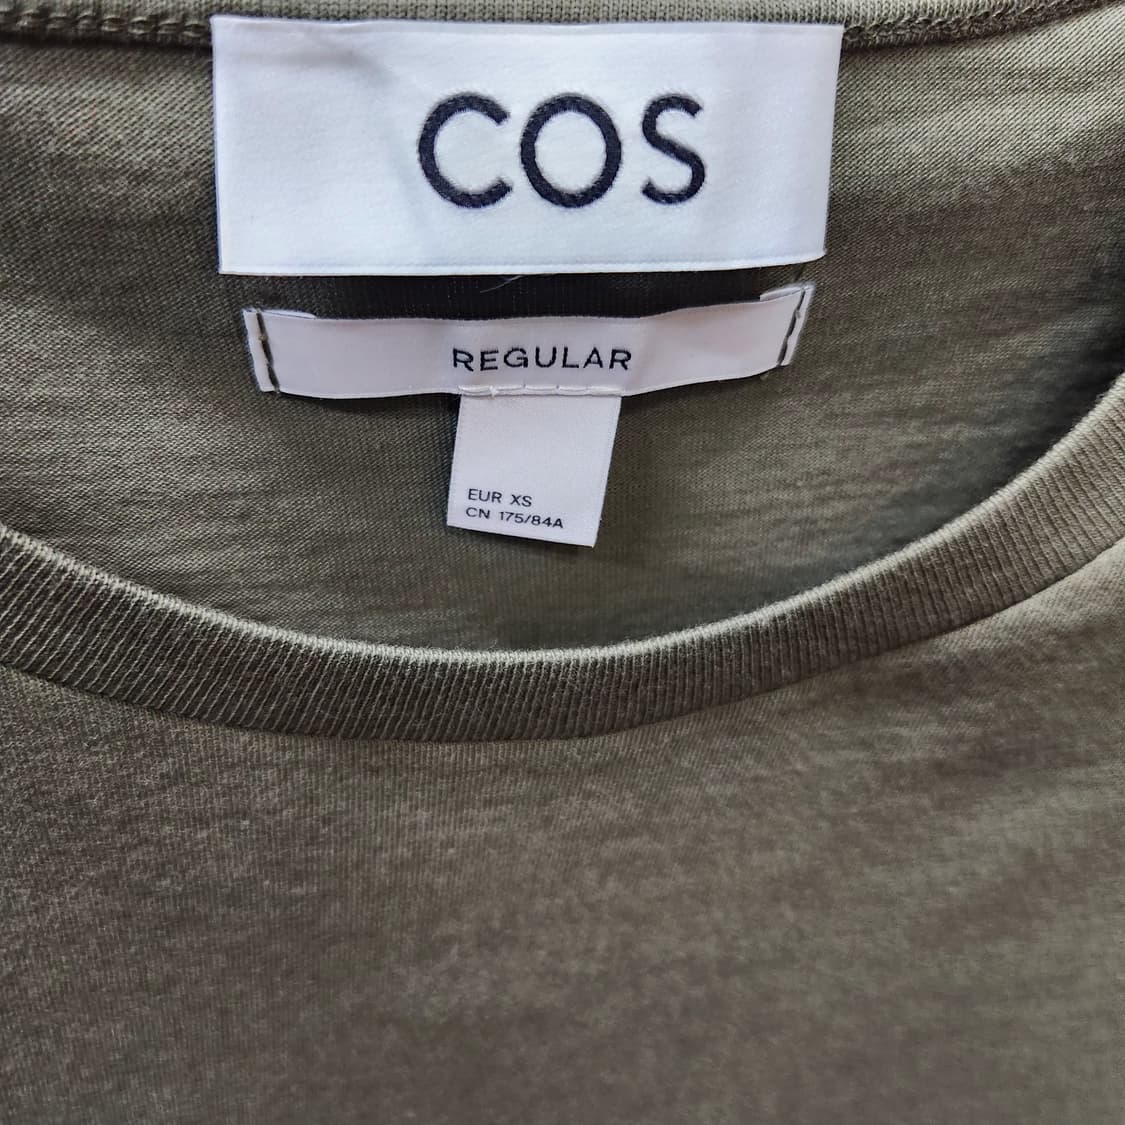 COS
REGULAR
EUR XS
CN 175/84A